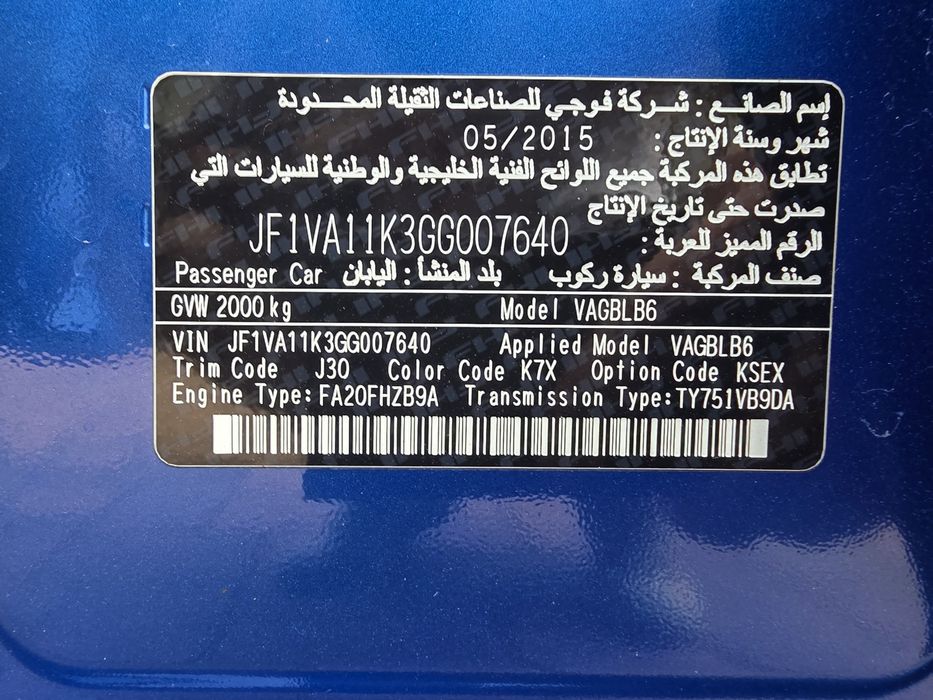 إسم الصانع : شركة فوجي للصناعات الثقيلة المحدودة
شهر وسنة الإنتاج : 05/2015
تطابق هذه المركبة جميع اللوائح الفنية الخليجية والوطنية للسيارات التي
صدرت حتى تاريخ الإنتاج
الرقم المميز للعربة : JF1VA11K3GG007640
صنف المركبة : سيارة ركوب بلد المنشأ : اليابان Passenger Car
GVW 2000 kg Model VAGBLB6
VIN JF1VA11K3GG007640 Applied Model VAGBLB6
Trim Code J30 Color Code K7X Option Code KSEX
Engine Type: FA20FHZB9A Transmission Type: TY751VB9DA